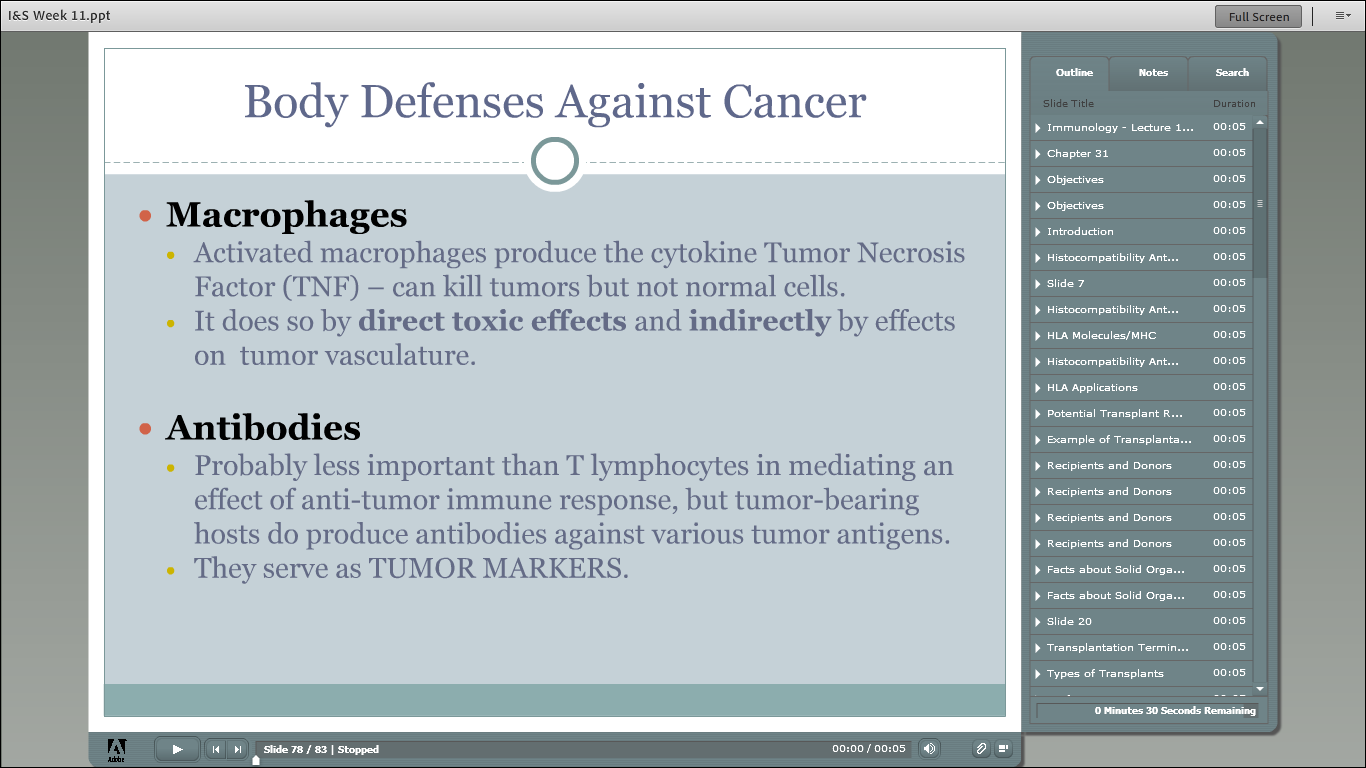 I&S Week 11.ppt
Full Screen
Body Defenses Against Cancer
Macrophages
Activated macrophages produce the cytokine Tumor Necrosis
Factor (TNF) – can kill tumors but not normal cells.
It does so by direct toxic effects and indirectly by effects
on tumor vasculature.
Antibodies
Probably less important than T lymphocytes in mediating an
effect of anti-tumor immune response, but tumor-bearing
hosts do produce antibodies against various tumor antigens.
They serve as TUMOR MARKERS.
Outline Notes Search
Slide Title Duration
Immunology - Lecture 1... 00:05
Chapter 31 00:05
Objectives 00:05
Objectives 00:05
Introduction 00:05
Histocompatibility Ant... 00:05
Slide 7 00:05
Histocompatibility Ant... 00:05
HLA Molecules/MHC 00:05
Histocompatibility Ant... 00:05
HLA Applications 00:05
Potential Transplant R... 00:05
Example of Transplanta... 00:05
Recipients and Donors 00:05
Recipients and Donors 00:05
Recipients and Donors 00:05
Recipients and Donors 00:05
Facts about Solid Orga... 00:05
Facts about Solid Orga... 00:05
Slide 20 00:05
Transplantation Termin... 00:05
Types of Transplants 00:05
0 Minutes 30 Seconds Remaining
Adobe
Slide 78 / 83 | Stopped
00:00 / 00:05